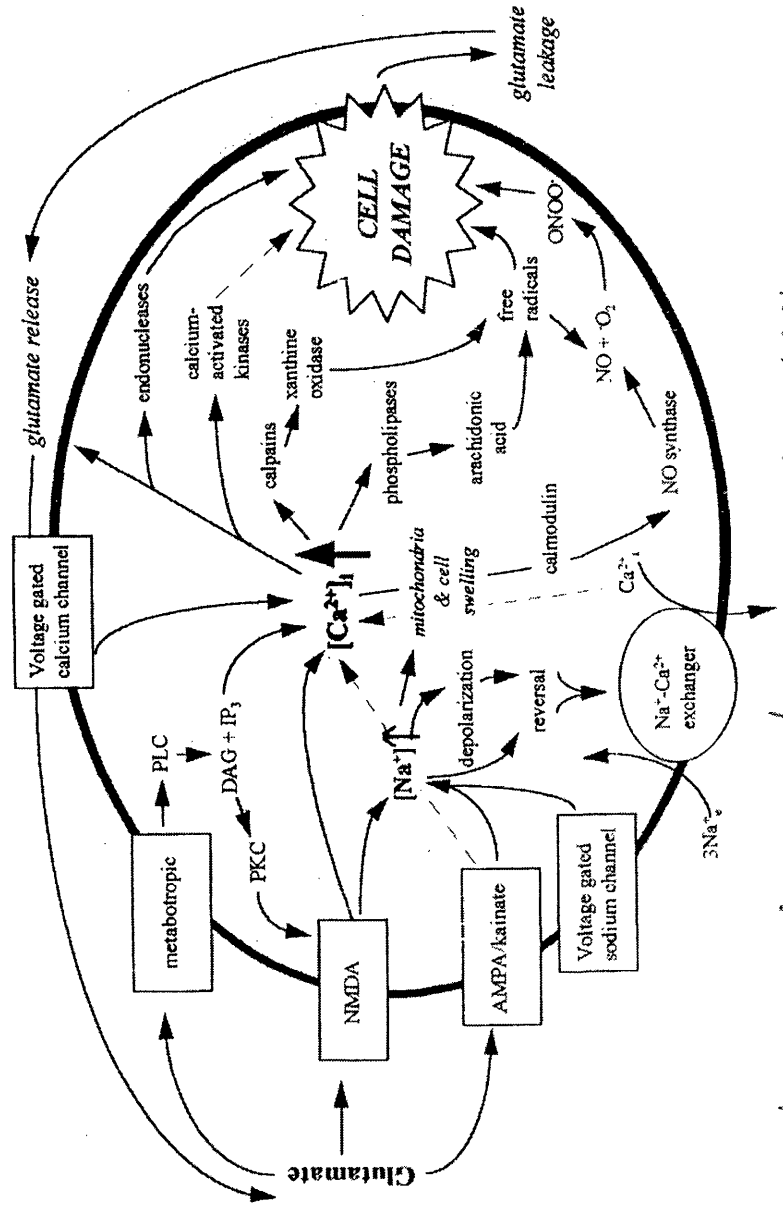 glutamate release
Voltage gated
calcium channel
glutamate
leakage
endonucleases
calcium-
activated
kinases
CELL
DAMAGE
metabotropic
PLC
DAG + IP₃
PKC
calpains
xanthine
oxidase
[Ca²⁺]ᵢ
phospholipases
arachidonic
acid
free
radicals
ONOO⁻
NO + ⁻O₂
NO synthase
calmodulin
mitochondria
& cell
swelling
Glutamate
NMDA
[Na⁺]
depolarization
reversal
AMPA/kainate
Voltage gated
sodium channel
3Na⁺ₑ
Na⁺-Ca²⁺
exchanger
Ca²⁺ᵢ